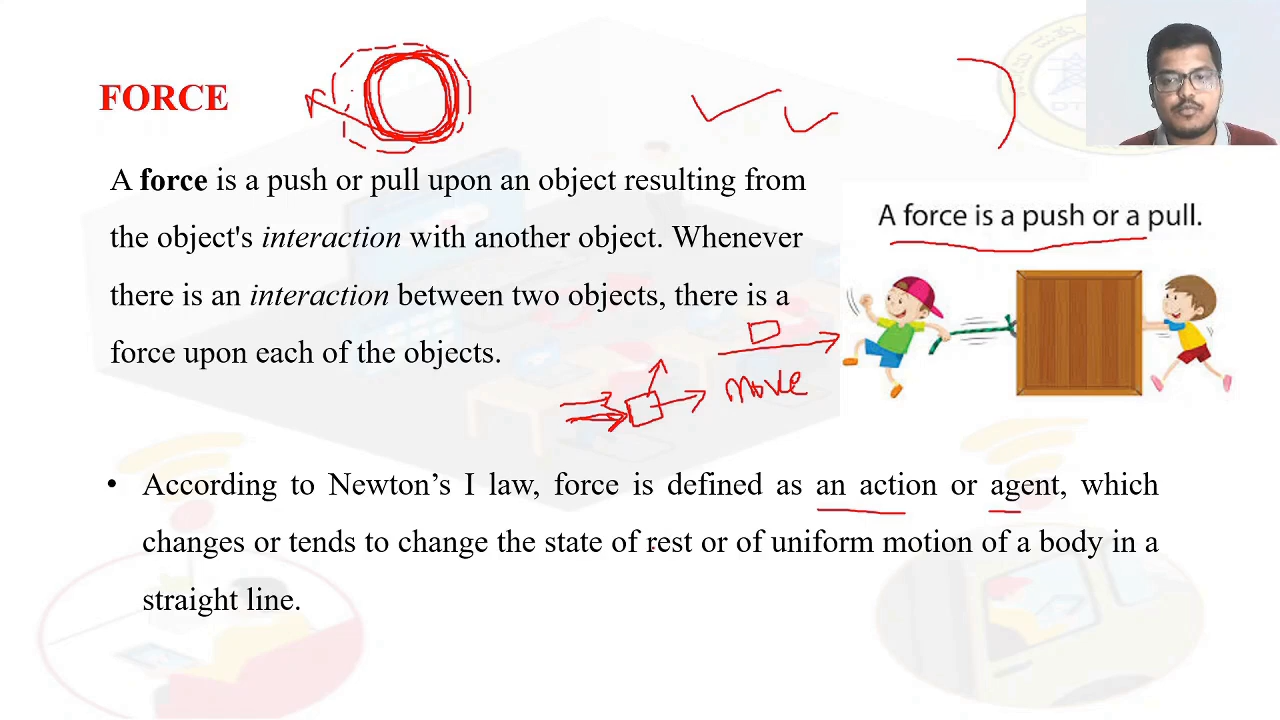 FORCE
A force is a push or pull upon an object resulting from
the object's interaction with another object. Whenever
there is an interaction between two objects, there is a
force upon each of the objects.
A force is a push or a pull.
move
• According to Newton’s I law, force is defined as an action or agent, which
changes or tends to change the state of rest or of uniform motion of a body in a
straight line.